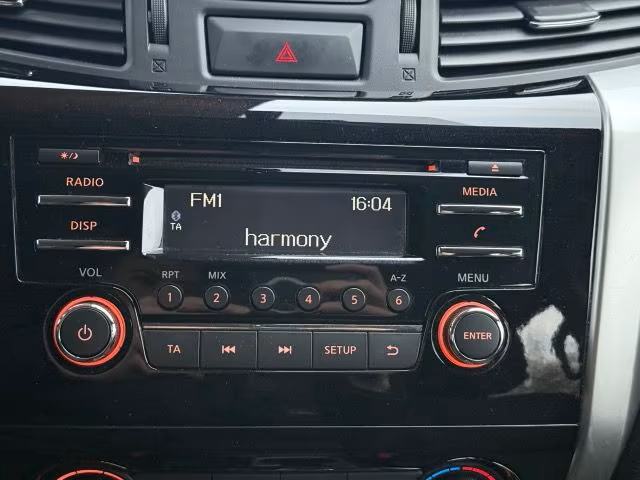 RADIO
MEDIA
FM1 16:04
TA
harmony
DISP
VOL
RPT MIX A-Z
MENU
1 2 3 4 5 6
TA SETUP ENTER